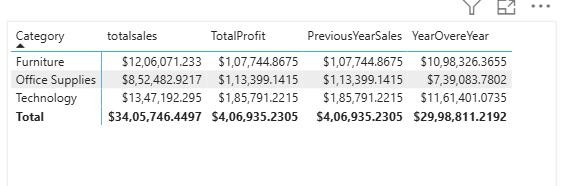 Category totalsales TotalProfit PreviousYearSales YearOvereYear
Furniture $12,06,071.233 $1,07,744.8675 $1,07,744.8675 $10,98,326.3655
Office Supplies $8,52,482.9217 $1,13,399.1415 $1,13,399.1415 $7,39,083.7802
Technology $13,47,192.295 $1,85,791.2215 $1,85,791.2215 $11,61,401.0735
Total $34,05,746.4497 $4,06,935.2305 $4,06,935.2305 $29,98,811.2192